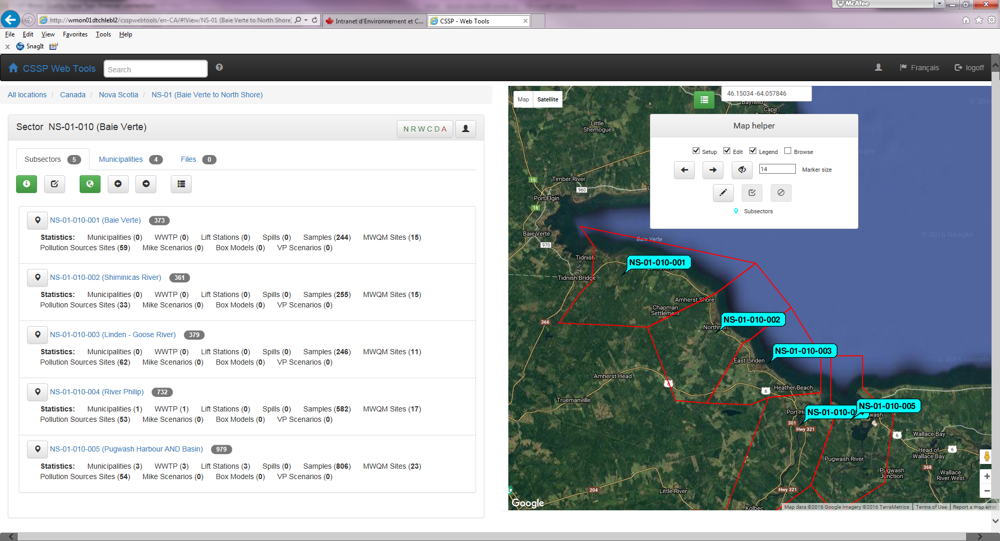 McAfee
http://wmon01dtchlebl2/csspwebtools/en-CA/#!View/NS-01 (Baie Verte to North Shore)
Intranet d'Environnement et C...
CSSP - Web Tools
File Edit View Favorites Tools Help
SnagIt
CSSP Web Tools
Search
Français
logoff
All locations / Canada / Nova Scotia / NS-01 (Baie Verte to North Shore)
Sector NS-01-010 (Baie Verte)
N R W C D A
Subsectors 5
Municipalities 4
Files 0
NS-01-010-001 (Baie Verte) 373
Statistics: Municipalities (0) WWTP (0) Lift Stations (0) Spills (0) Samples (244) MWQM Sites (15)
Pollution Sources Sites (59) Mike Scenarios (0) Box Models (0) VP Scenarios (0)
NS-01-010-002 (Shiminicas River) 361
Statistics: Municipalities (0) WWTP (0) Lift Stations (0) Spills (0) Samples (255) MWQM Sites (15)
Pollution Sources Sites (33) Mike Scenarios (0) Box Models (0) VP Scenarios (0)
NS-01-010-003 (Linden - Goose River) 379
Statistics: Municipalities (0) WWTP (0) Lift Stations (0) Spills (0) Samples (246) MWQM Sites (11)
Pollution Sources Sites (62) Mike Scenarios (0) Box Models (0) VP Scenarios (0)
NS-01-010-004 (River Philip) 732
Statistics: Municipalities (1) WWTP (1) Lift Stations (0) Spills (0) Samples (582) MWQM Sites (17)
Pollution Sources Sites (53) Mike Scenarios (0) Box Models (0) VP Scenarios (0)
NS-01-010-005 (Pugwash Harbour AND Basin) 979
Statistics: Municipalities (3) WWTP (3) Lift Stations (3) Spills (0) Samples (806) MWQM Sites (23)
Pollution Sources Sites (54) Mike Scenarios (0) Box Models (0) VP Scenarios (0)
Map Satellite
46.15034 -64.057846
Bayfield
Cape
Little
Shemogue
Map helper
Setup Edit Legend Browse
14 Marker size
Subsectors
15
Timber River
960
Port Elgin
16
Baie Verte
970
Baie Verte
Tidnish
NS-01-010-001
Tidnish Bridge
Amherst Shore
Chapman
Settlement
366
NS-01-010-002
Northport
NS-01-010-003
East Linden
Amherst Head
6
6
Heather Beach
Truemanville
NS-01-010-005
301
Hwy 321
6
Wallace Bay
Head of
Wallace Bay
6
Pugwash River
368
Pugwash
Junction
Wallace
River West
204
Little River
Hwy 321
Kolbec
Google
Map data ©2016 Google Imagery ©2016 TerraMetrics
Terms of Use
Report a map error